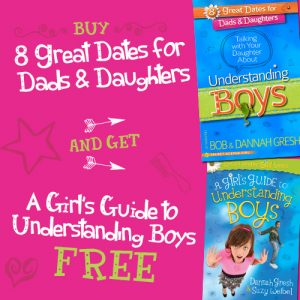 BUY
8 Great Dates for
Dads & Daughters
AND GET
A Girl's Guide to
Understanding Boys
FREE
8 Great Dates for
Dads & Daughters
Talking
with Your
Daughter
About
Understanding
BOYS
BOB & DANNAH GRESH
A GIRL'S GUIDE TO
Understanding
BOYS
Dannah Gresh
& Suzy Weibel